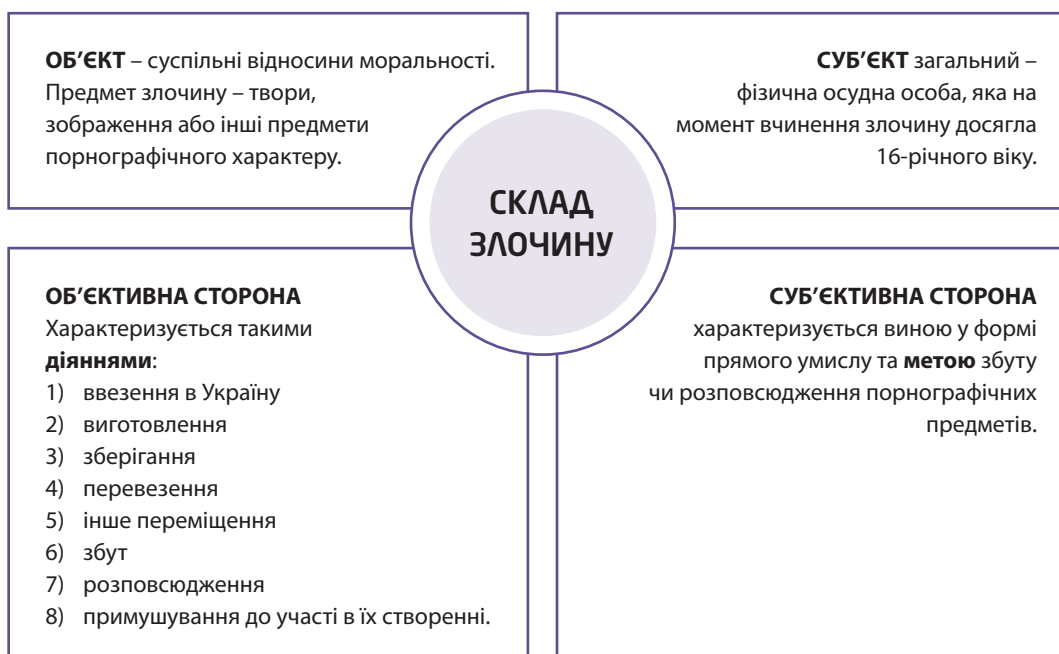 ОБ’ЄКТ – суспільні відносини моральності.
Предмет злочину – твори,
зображення або інші предмети
порнографічного характеру.
СУБ’ЄКТ загальний –
фізична осудна особа, яка на
момент вчинення злочину досягла
16-річного віку.
СКЛАД
ЗЛОЧИНУ
ОБ’ЄКТИВНА СТОРОНА
Характеризується такими
діяннями:
1) ввезення в Україну
2) виготовлення
3) зберігання
4) перевезення
5) інше переміщення
6) збут
7) розповсюдження
8) примушування до участі в їх створенні.
СУБ’ЄКТИВНА СТОРОНА
характеризується виною у формі
прямого умислу та метою збуту
чи розповсюдження порнографічних
предметів.